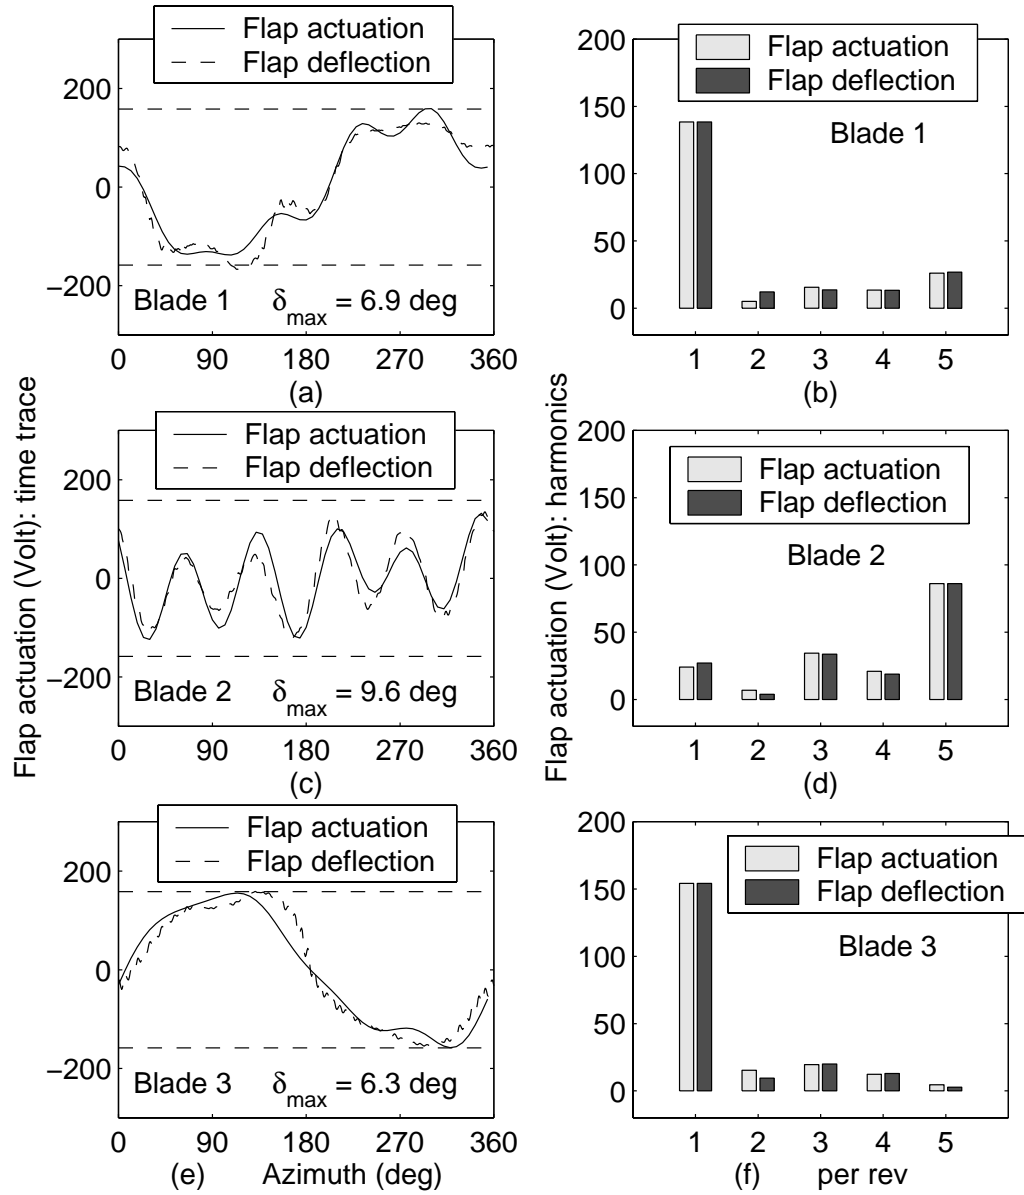 Flap actuation
Flap deflection
200
0
−200
Blade 1 δmax = 6.9 deg
0 90 180 270 360
(a)
Flap actuation
Flap deflection
Blade 1
200
150
100
50
0
1 2 3 4 5
(b)
Flap actuation (Volt): time trace
Flap actuation
Flap deflection
200
0
−200
Blade 2 δmax = 9.6 deg
0 90 180 270 360
(c)
Flap actuation (Volt): harmonics
Flap actuation
Flap deflection
Blade 2
200
150
100
50
0
1 2 3 4 5
(d)
Flap actuation
Flap deflection
200
0
−200
Blade 3 δmax = 6.3 deg
0 90 180 270 360
(e) Azimuth (deg)
Flap actuation
Flap deflection
Blade 3
200
150
100
50
0
1 2 3 4 5
(f) per rev